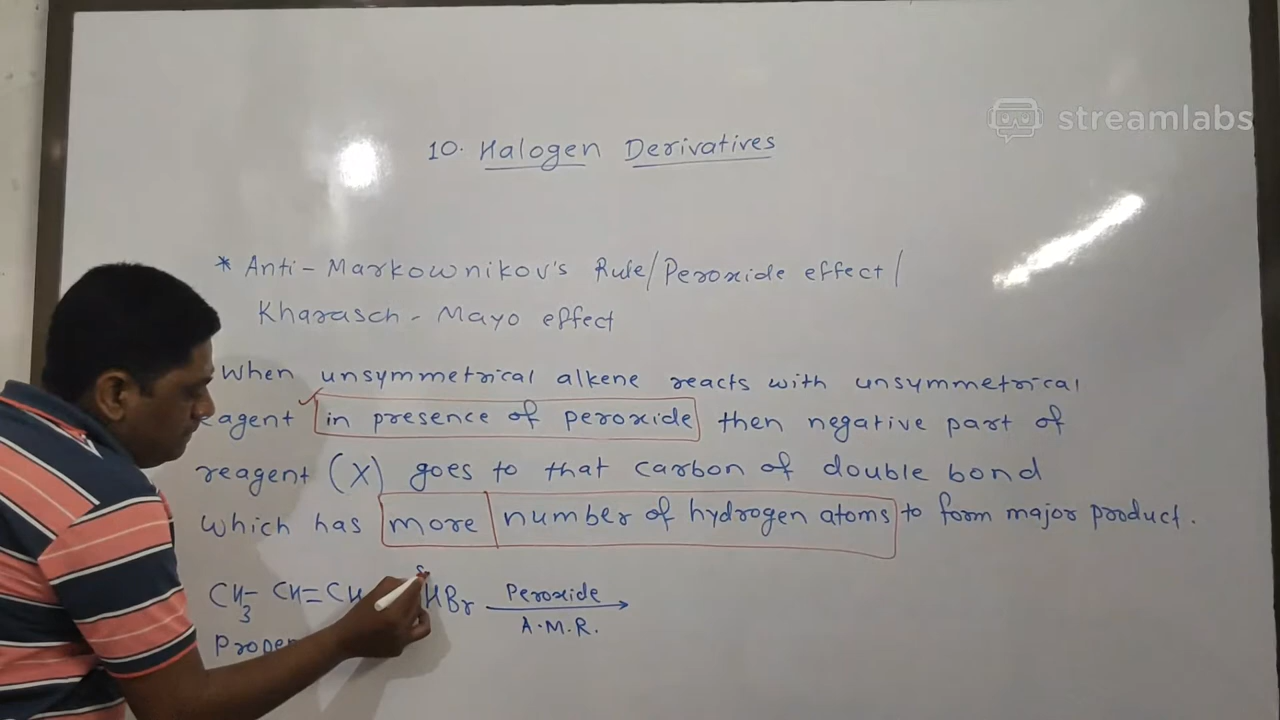 streamlabs
10. Halogen Derivatives
* Anti-Markownikov's Rule/Peroxide effect/
Kharasch-Mayo effect
When unsymmetrical alkene reacts with unsymmetrical
reagent in presence of peroxide then negative part of
reagent (X) goes to that carbon of double bond
which has more number of hydrogen atoms to form major product.
CH3- CH=CH HBr Peroxide
A.M.R.